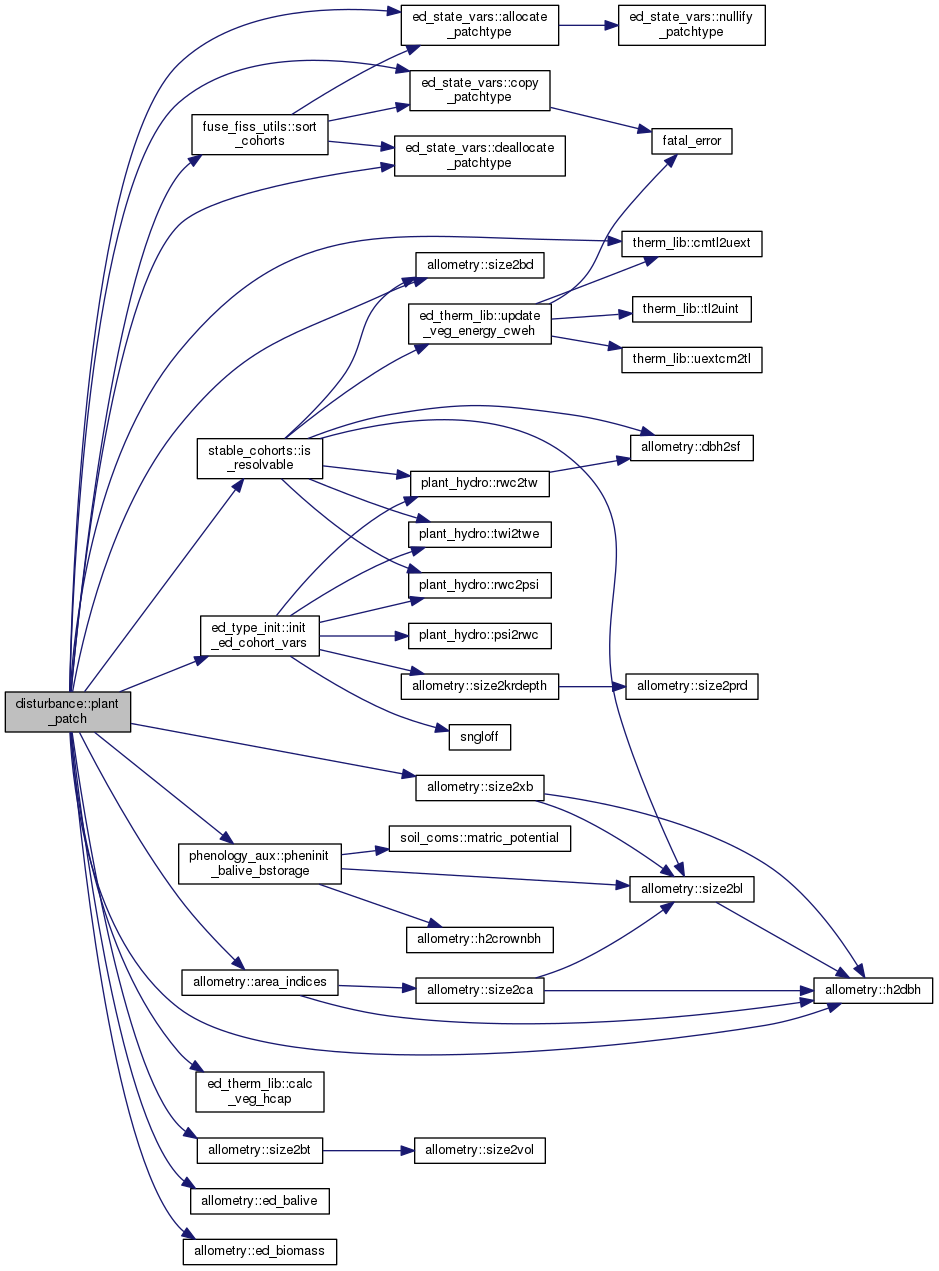 ed_state_vars::allocate
_patchtype
ed_state_vars::nullify
_patchtype
ed_state_vars::copy
_patchtype
fuse_fiss_utils::sort
_cohorts
fatal_error
ed_state_vars::deallocate
_patchtype
therm_lib::cmtl2uext
allometry::size2bd
therm_lib::tl2uint
ed_therm_lib::update
_veg_energy_cweh
therm_lib::uextcm2tl
allometry::dbh2sf
stable_cohorts::is
_resolvable
plant_hydro::rwc2tw
plant_hydro::twi2twe
plant_hydro::rwc2psi
ed_type_init::init
_ed_cohort_vars
plant_hydro::psi2rwc
allometry::size2krdepth
allometry::size2prd
disturbance::plant
_patch
sngloff
allometry::size2xb
soil_coms::matric_potential
phenology_aux::pheninit
_balive_bstorage
allometry::size2bl
allometry::h2crownbh
allometry::area_indices
allometry::size2ca
allometry::h2dbh
ed_therm_lib::calc
_veg_hcap
allometry::size2bt
allometry::size2vol
allometry::ed_balive
allometry::ed_biomass